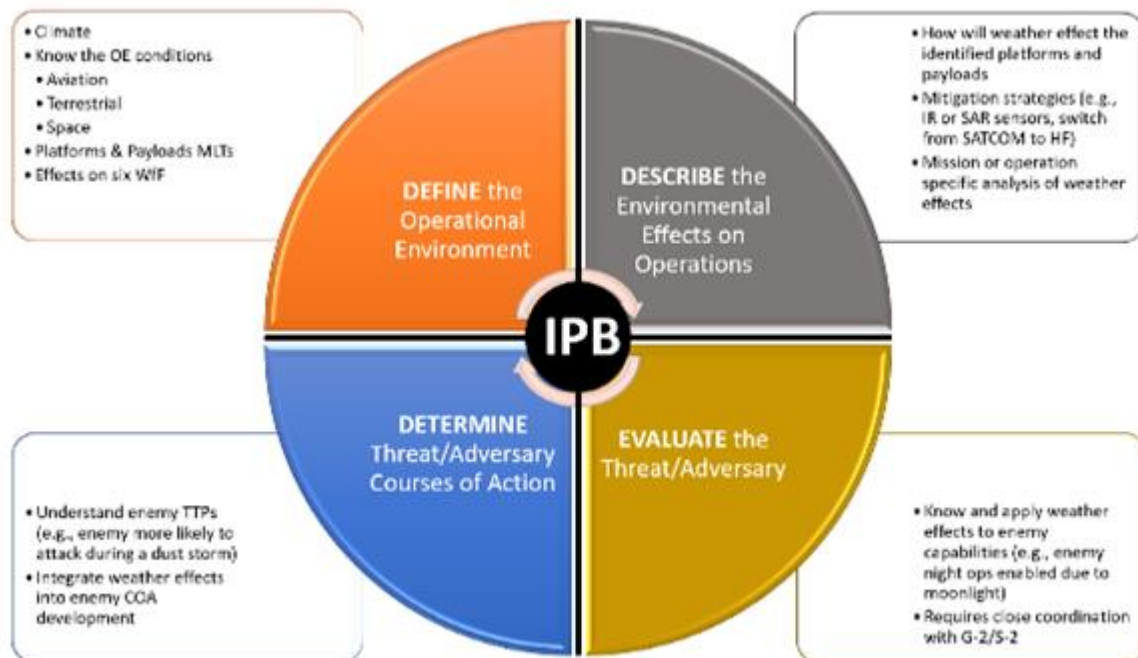 • Climate
• Know the OE conditions
• Aviation
• Terrestrial
• Space
• Platforms & Payloads MLTs
• Effects on six WfF
• How will weather effect the
identified platforms and
payloads
• Mitigation strategies (e.g.,
IR or SAR sensors, switch
from SATCOM to HF)
• Mission or operation
specific analysis of weather
effects
DEFINE the
Operational
Environment
DESCRIBE the
Environmental
Effects on
Operations
IPB
DETERMINE
Threat/Adversary
Courses of Action
EVALUATE the
Threat/Adversary
• Understand enemy TTPs
(e.g., enemy more likely to
attack during a dust storm)
• Integrate weather effects
into enemy COA
development
• Know and apply weather
effects to enemy
capabilities (e.g., enemy
night ops enabled due to
moonlight)
• Requires close coordination
with G-2/S-2